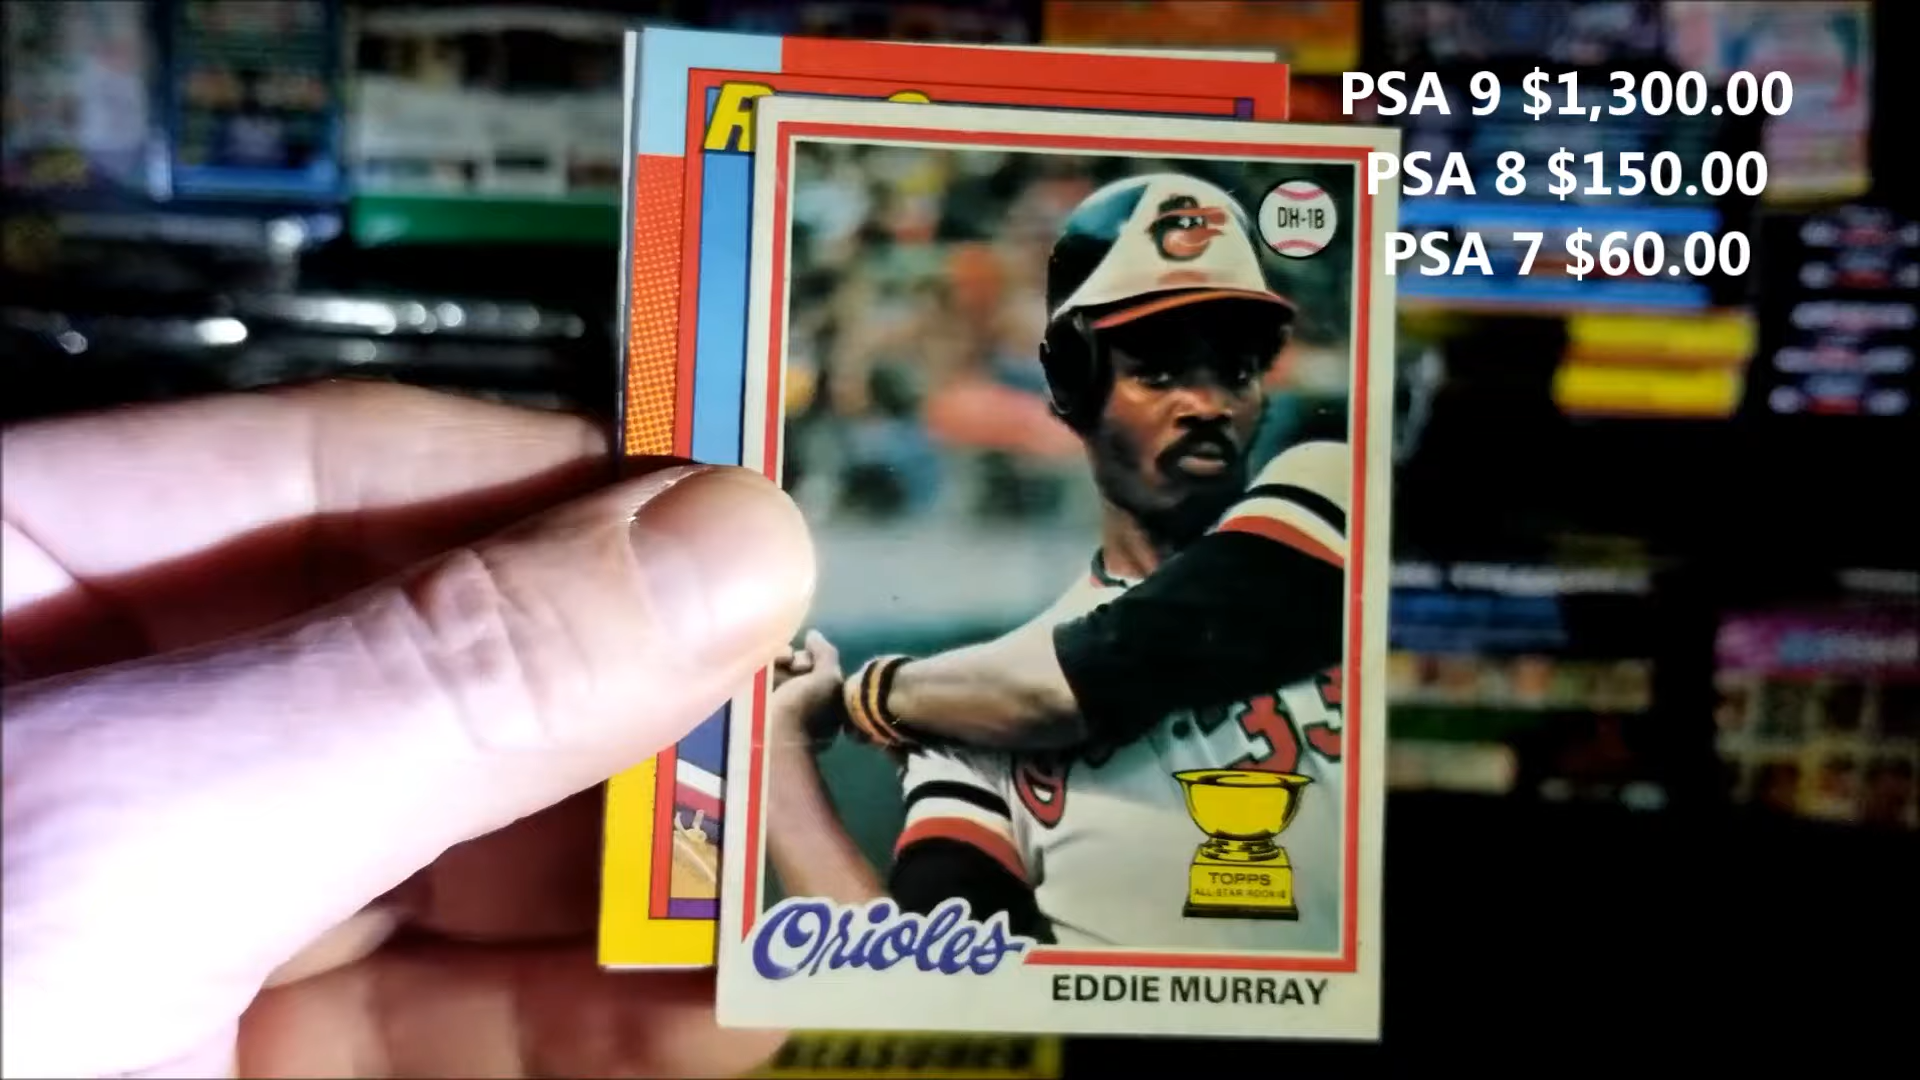 PSA 9 $1,300.00
PSA 8 $150.00
PSA 7 $60.00
DH-1B
33
TOPPS
ALL-STAR ROOKIE
Orioles
EDDIE MURRAY